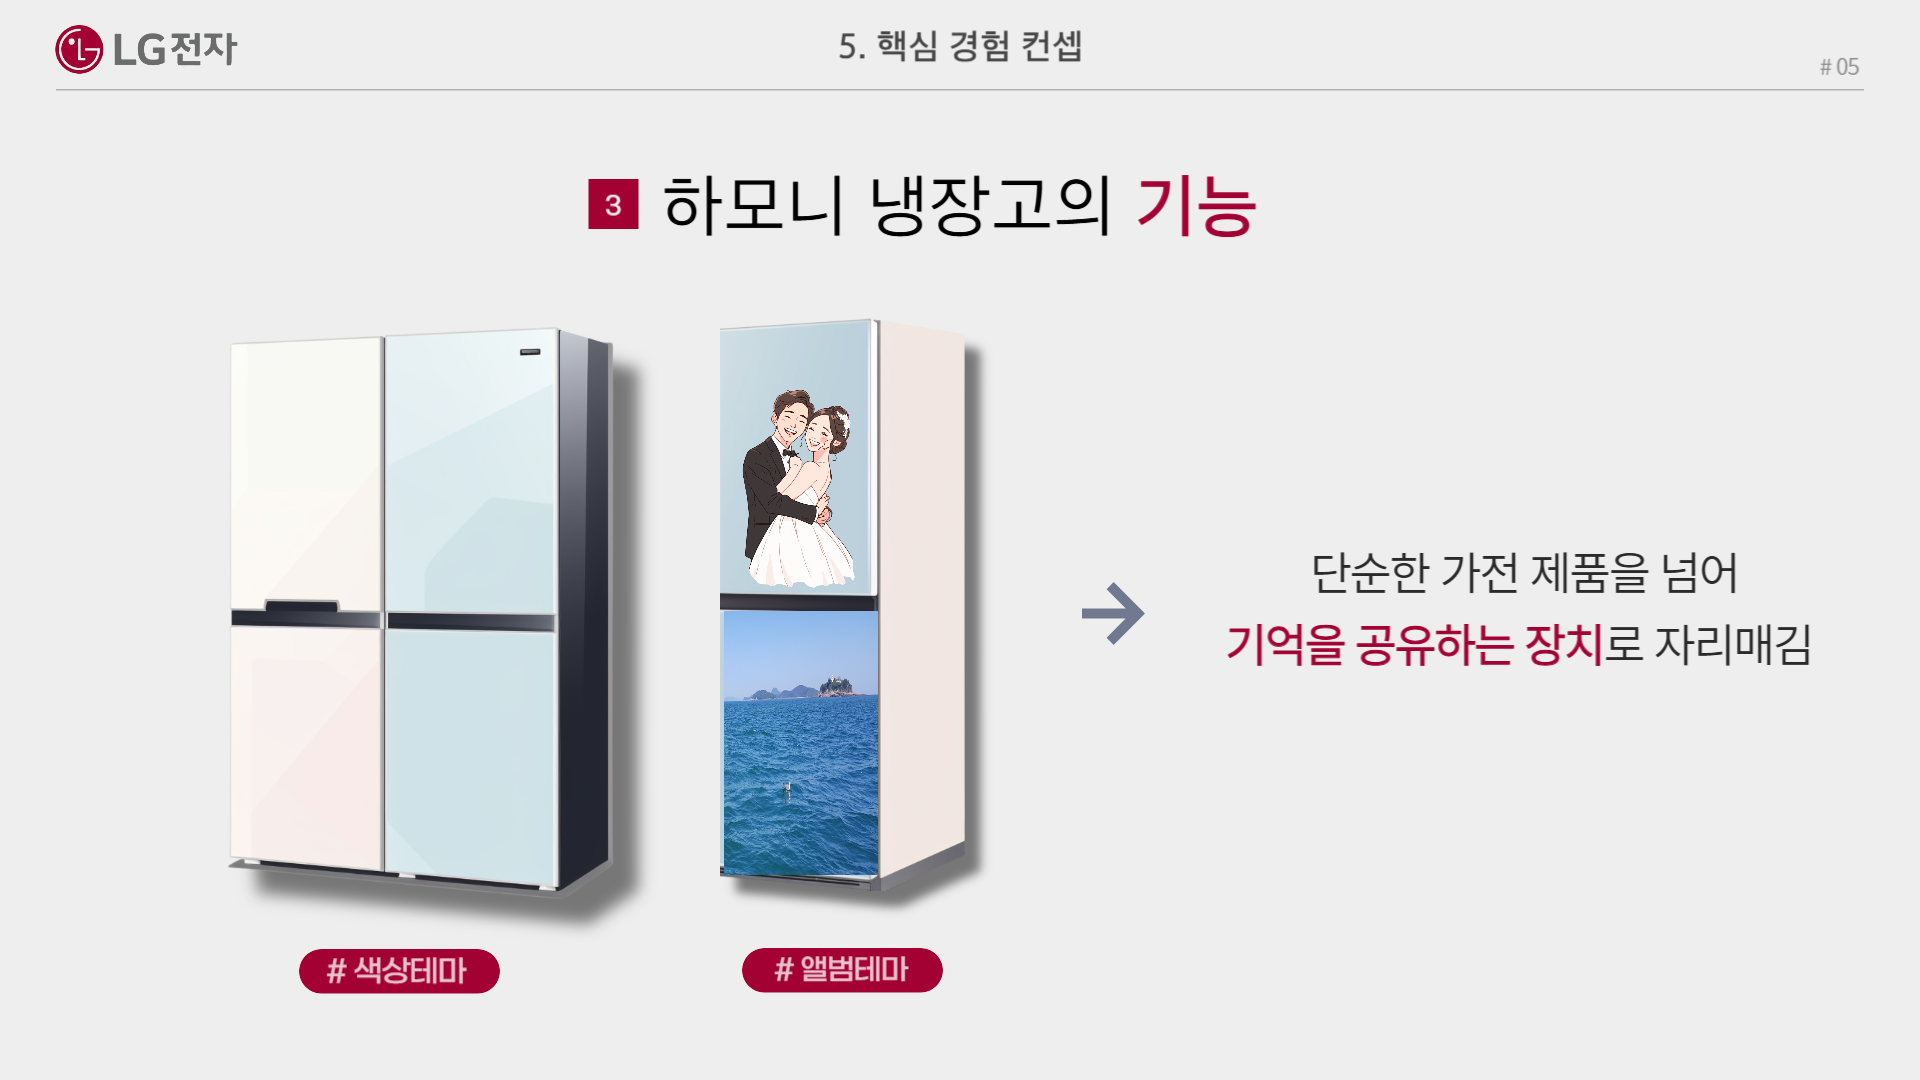 LG전자
5. 핵심 경험 컨셉
# 05
3 하모니 냉장고의 기능
단순한 가전 제품을 넘어
기억을 공유하는 장치로 자리매김
# 색상테마
# 앨범테마